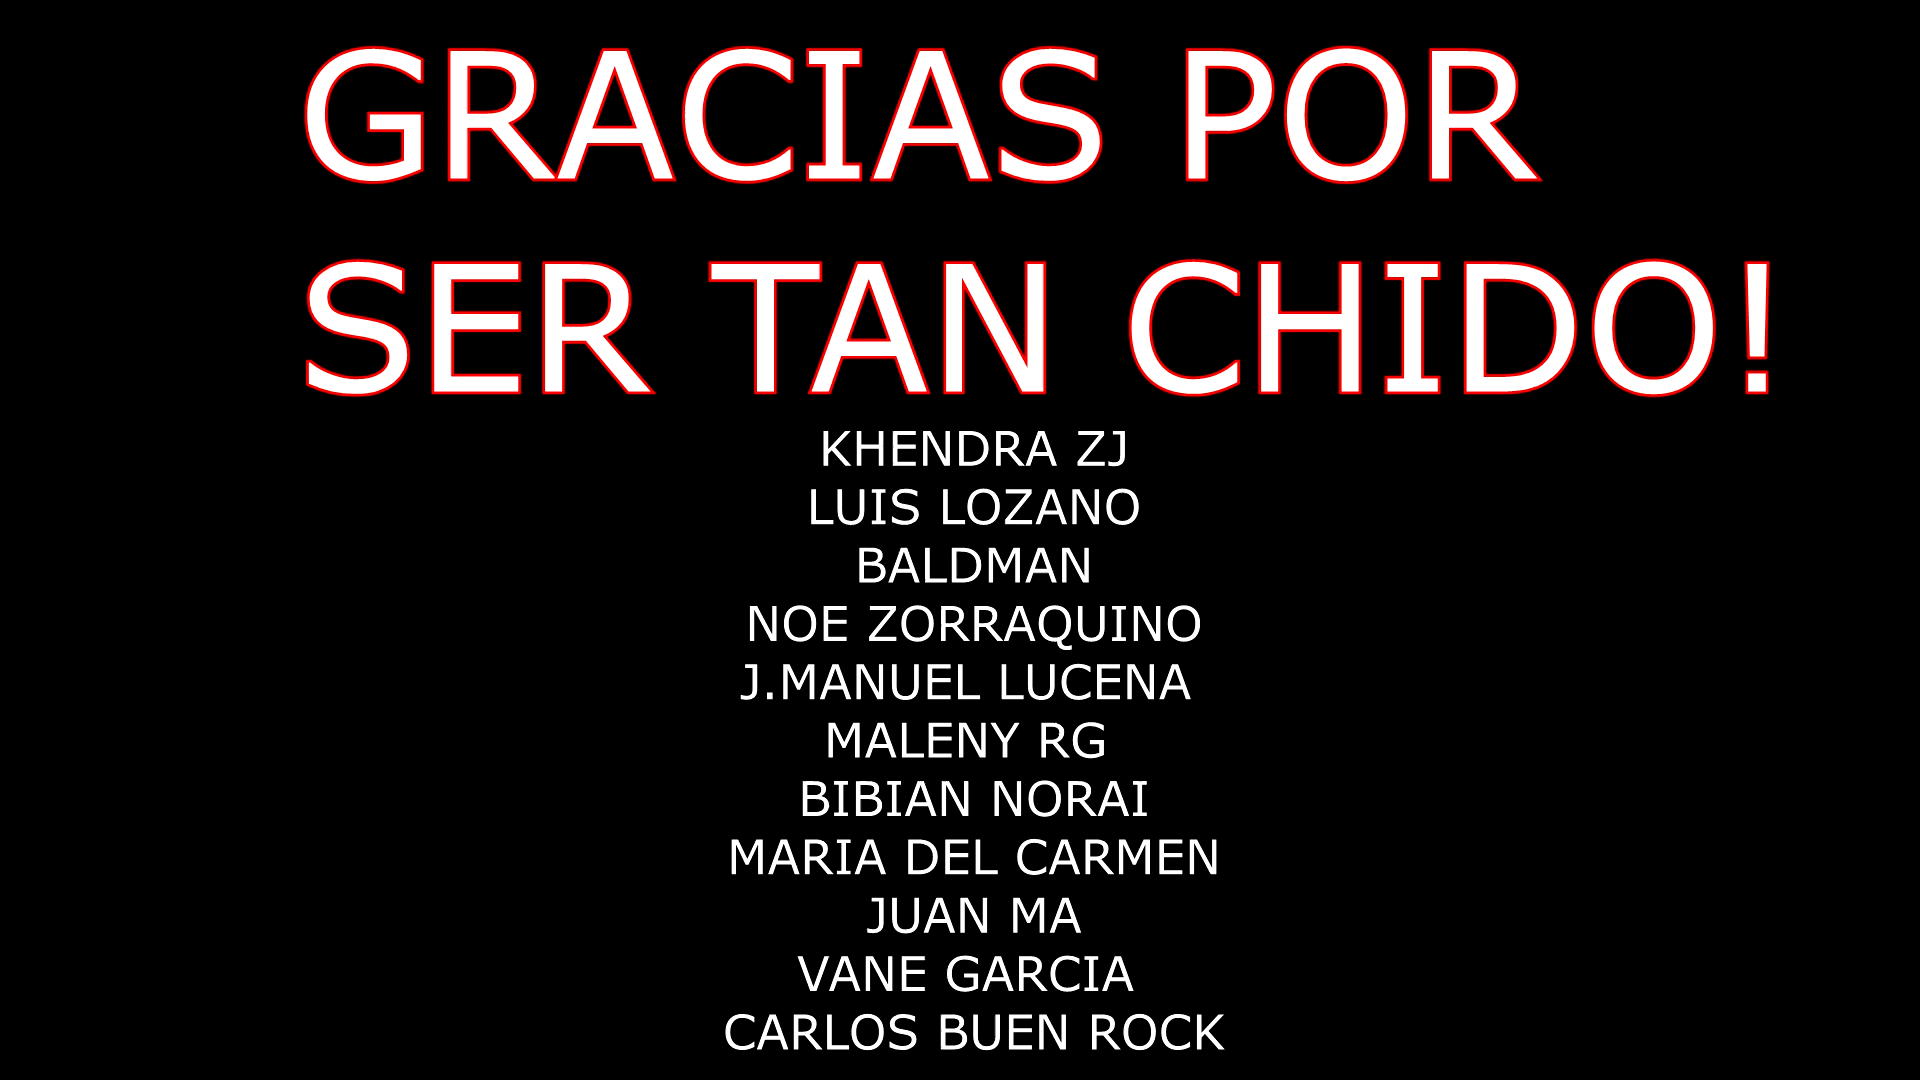 GRACIAS POR
SER TAN CHIDO!
KHENDRA ZJ
LUIS LOZANO
BALDMAN
NOE ZORRAQUINO
J.MANUEL LUCENA
MALENY RG
BIBIAN NORAI
MARIA DEL CARMEN
JUAN MA
VANE GARCIA
CARLOS BUEN ROCK